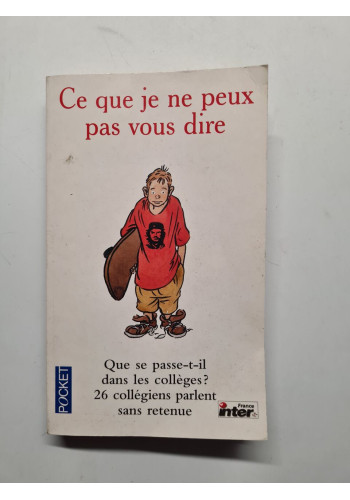 Ce que je ne peux
pas vous dire
Que se passe-t-il
dans les collèges ?
26 collégiens parlent
sans retenue
POCKET
France
inter